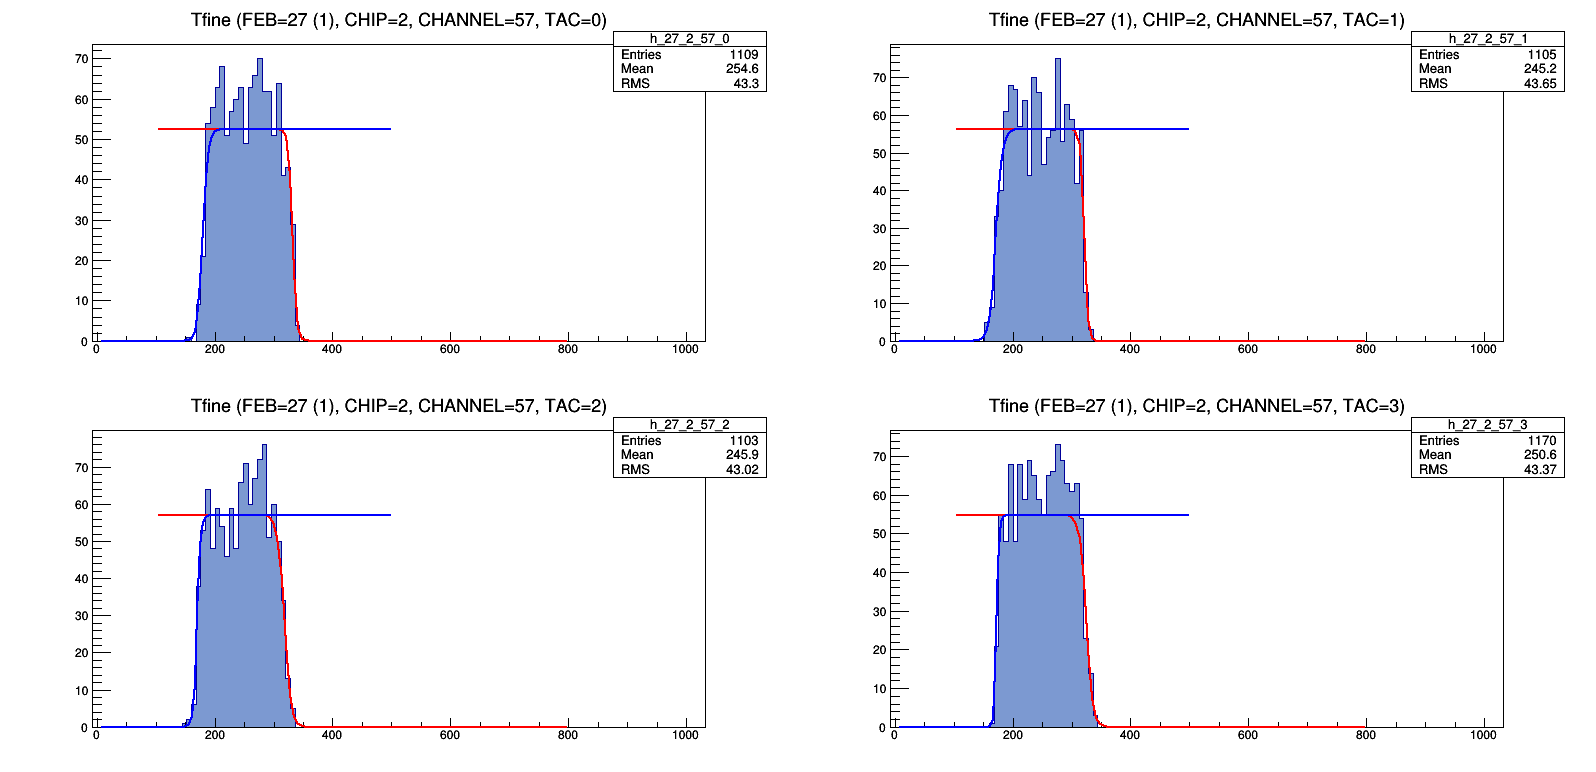 Tfine (FEB=27 (1), CHIP=2, CHANNEL=57, TAC=0)
h_27_2_57_0
Entries 1109
Mean 254.6
RMS 43.3
70
60
50
40
30
20
10
0
0 200 400 600 800 1000
Tfine (FEB=27 (1), CHIP=2, CHANNEL=57, TAC=1)
h_27_2_57_1
Entries 1105
Mean 245.2
RMS 43.65
70
60
50
40
30
20
10
0
0 200 400 600 800 1000
Tfine (FEB=27 (1), CHIP=2, CHANNEL=57, TAC=2)
h_27_2_57_2
Entries 1103
Mean 245.9
RMS 43.02
70
60
50
40
30
20
10
0
0 200 400 600 800 1000
Tfine (FEB=27 (1), CHIP=2, CHANNEL=57, TAC=3)
h_27_2_57_3
Entries 1170
Mean 250.6
RMS 43.37
70
60
50
40
30
20
10
0
0 200 400 600 800 1000